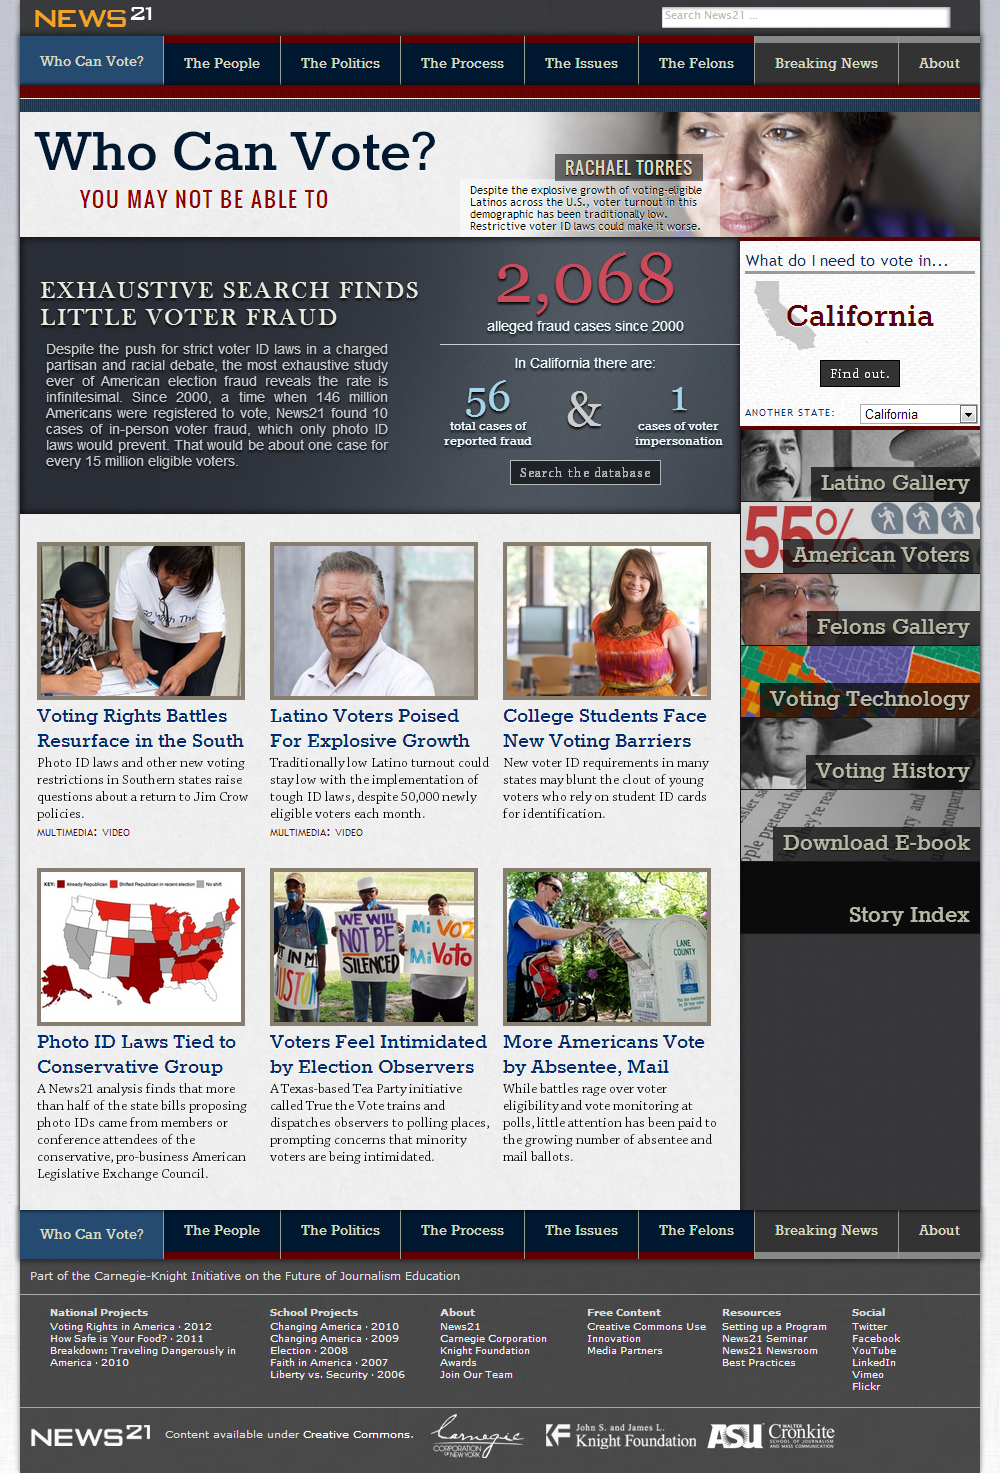 NEWS21
Search News21 ...
Who Can Vote?
The People
The Politics
The Process
The Issues
The Felons
Breaking News
About
Who Can Vote?
YOU MAY NOT BE ABLE TO
RACHAEL TORRES
Despite the explosive growth of voting-eligible
Latinos across the U.S., voter turnout in this
demographic has been traditionally low.
Restrictive voter ID laws could make it worse.
EXHAUSTIVE SEARCH FINDS
LITTLE VOTER FRAUD
Despite the push for strict voter ID laws in a charged
partisan and racial debate, the most exhaustive study
ever of American election fraud reveals the rate is
infinitesimal. Since 2000, a time when 146 million
Americans were registered to vote, News21 found 10
cases of in-person voter fraud, which only photo ID
laws would prevent. That would be about one case for
every 15 million eligible voters.
2,068
alleged fraud cases since 2000
In California there are:
56
total cases of
reported fraud
&
1
cases of voter
impersonation
Search the database
What do I need to vote in...
California
Find out.
ANOTHER STATE:
California
Latino Gallery
55%
American Voters
Felons Gallery
Voting Technology
Voting History
Download E-book
Story Index
Voting Rights Battles
Resurface in the South
Photo ID laws and other new voting
restrictions in Southern states raise
questions about a return to Jim Crow
policies.
MULTIMEDIA: VIDEO
Latino Voters Poised
For Explosive Growth
Traditionally low Latino turnout could
stay low with the implementation of
tough ID laws, despite 50,000 newly
eligible voters each month.
MULTIMEDIA: VIDEO
College Students Face
New Voting Barriers
New voter ID requirements in many
states may blunt the clout of young
voters who rely on student ID cards
for identification.
KEY: Already Republican Shifted Republican in recent election No shift
Photo ID Laws Tied to
Conservative Group
A News21 analysis finds that more
than half of the state bills proposing
photo IDs came from members or
conference attendees of the
conservative, pro-business American
Legislative Exchange Council.
WE WILL
NOT BE
SILENCED
Mi VOZ
Mi Voto
Voters Feel Intimidated
by Election Observers
A Texas-based Tea Party initiative
called True the Vote trains and
dispatches observers to polling places,
prompting concerns that minority
voters are being intimidated.
LANE
COUNTY
More Americans Vote
by Absentee, Mail
While battles rage over voter
eligibility and vote monitoring at
polls, little attention has been paid to
the growing number of absentee and
mail ballots.
Who Can Vote?
The People
The Politics
The Process
The Issues
The Felons
Breaking News
About
Part of the Carnegie-Knight Initiative on the Future of Journalism Education
National Projects
Voting Rights in America · 2012
How Safe is Your Food? · 2011
Breakdown: Traveling Dangerously in
America · 2010
School Projects
Changing America · 2010
Changing America · 2009
Election · 2008
Faith in America · 2007
Liberty vs. Security · 2006
About
News21
Carnegie Corporation
Knight Foundation
Awards
Join Our Team
Free Content
Creative Commons Use
Innovation
Media Partners
Resources
Setting up a Program
News21 Seminar
News21 Newsroom
Best Practices
Social
Twitter
Facebook
YouTube
LinkedIn
Vimeo
Flickr
NEWS21
Content available under Creative Commons.
Carnegie
CORPORATION
OF NEW YORK
John S. and James L.
Knight Foundation
ASU
WALTER
Cronkite
SCHOOL OF JOURNALISM
AND MASS COMMUNICATION